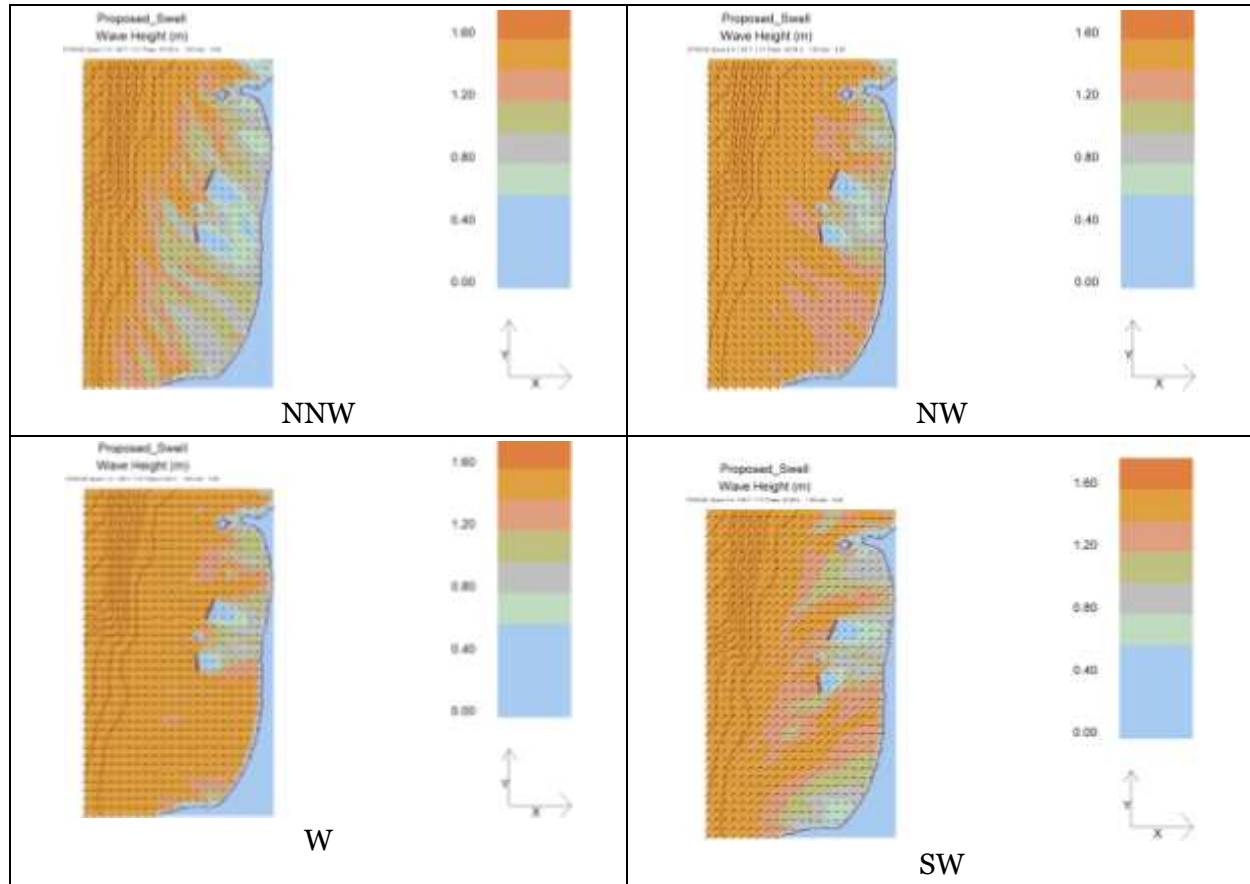 Proposed_Swell
Wave Height (m)
1.60
1.20
0.80
0.40
0.00
Y
X
NNW
Proposed_Swell
Wave Height (m)
1.60
1.20
0.80
0.40
0.00
Y
X
NW
Proposed_Swell
Wave Height (m)
1.60
1.20
0.80
0.40
0.00
Y
X
W
Proposed_Swell
Wave Height (m)
1.60
1.20
0.80
0.40
0.00
Y
X
SW